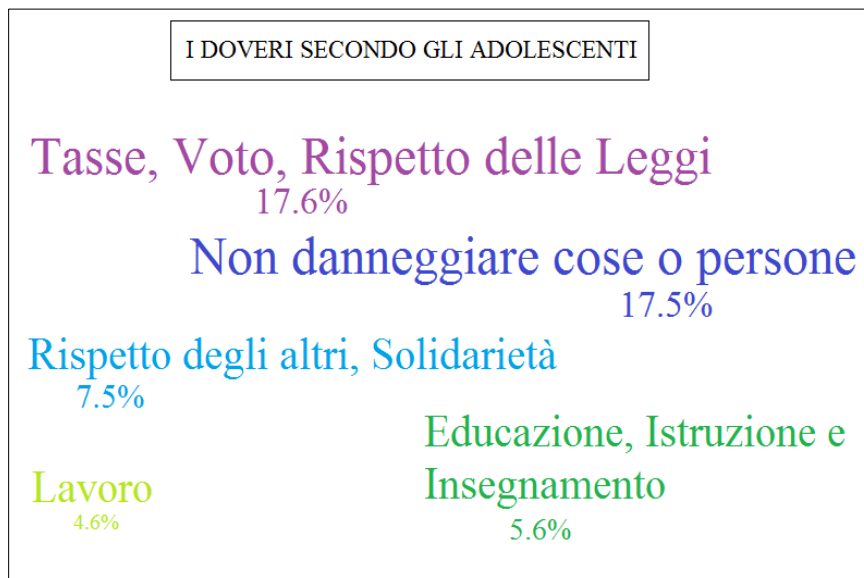 I DOVERI SECONDO GLI ADOLESCENTI
Tasse, Voto, Rispetto delle Leggi
17.6%
Non danneggiare cose o persone
17.5%
Rispetto degli altri, Solidarietà
7.5%
Educazione, Istruzione e
Insegnamento
5.6%
Lavoro
4.6%